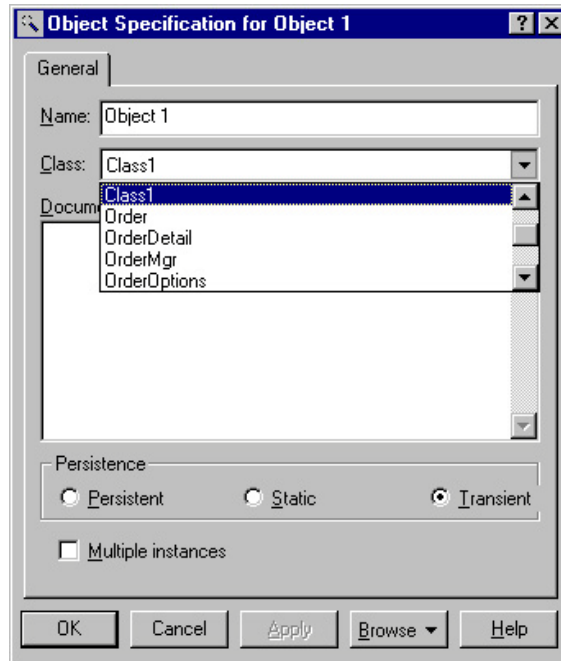 Object Specification for Object 1
General
Name: Object 1
Class: Class1
Class1
Docum
Order
OrderDetail
OrderMgr
OrderOptions
Persistence
Persistent Static Transient
Multiple instances
OK Cancel Apply Browse Help